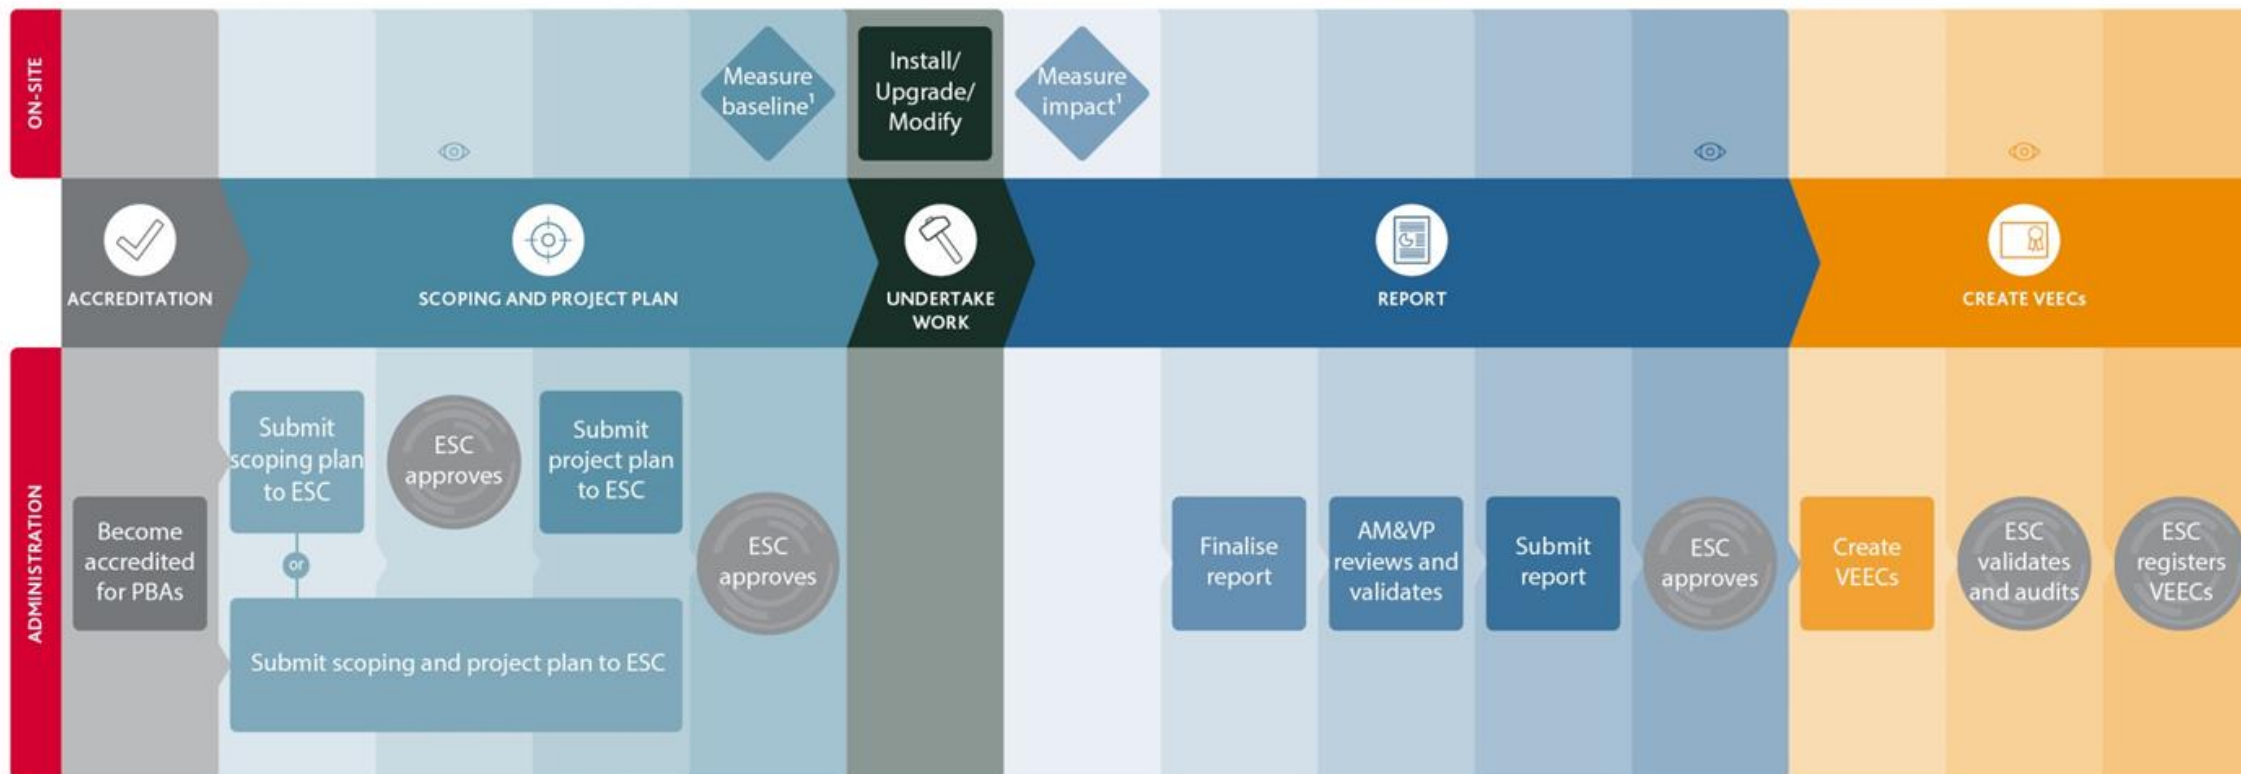 ON-SITE
Measure
baseline¹
Install/
Upgrade/
Modify
Measure
impact¹
ACCREDITATION
SCOPING AND PROJECT PLAN
UNDERTAKE
WORK
REPORT
CREATE VEECs
ADMINISTRATION
Become
accredited
for PBAs
Submit
scoping plan
to ESC
or
Submit scoping and project plan to ESC
ESC
approves
Submit
project plan
to ESC
ESC
approves
Finalise
report
AM&VP
reviews and
validates
Submit
report
ESC
approves
Create
VEECs
ESC
validates
and audits
ESC
registers
VEECs